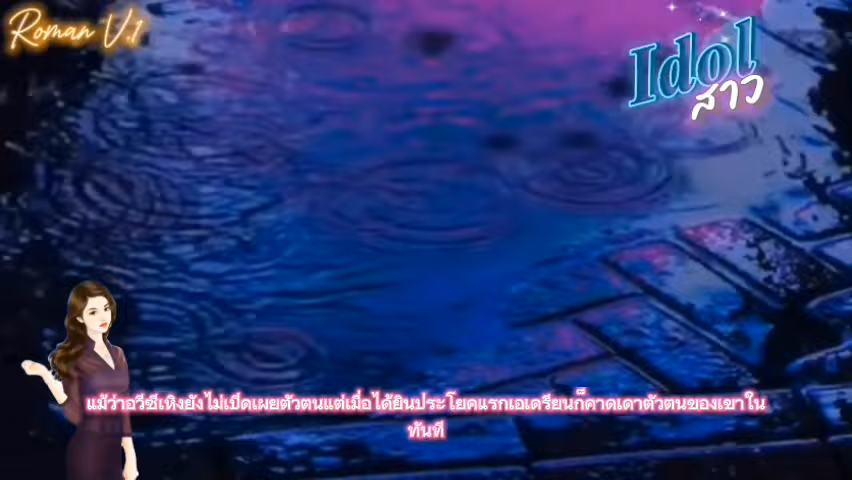 Roman V.1
Idol
สาว
แม้ว่าอวี๋ซีเหิงยังไม่เปิดเผยตัวตนแต่เมื่อได้ยินประโยคแรกเอเดรียนก็คาดเดาตัวตนของเขาใน
ทันที